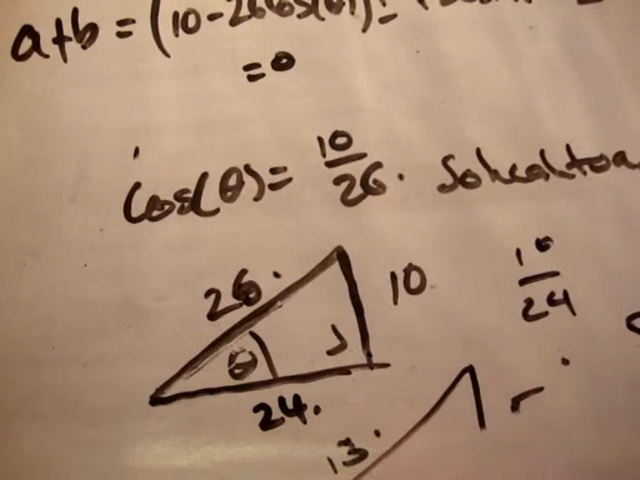 a+b = (10-26cos(θ))
= 0
cos(θ) = 10/26. Sohcahtoa
26. 10 10/24
θ
24.
13.